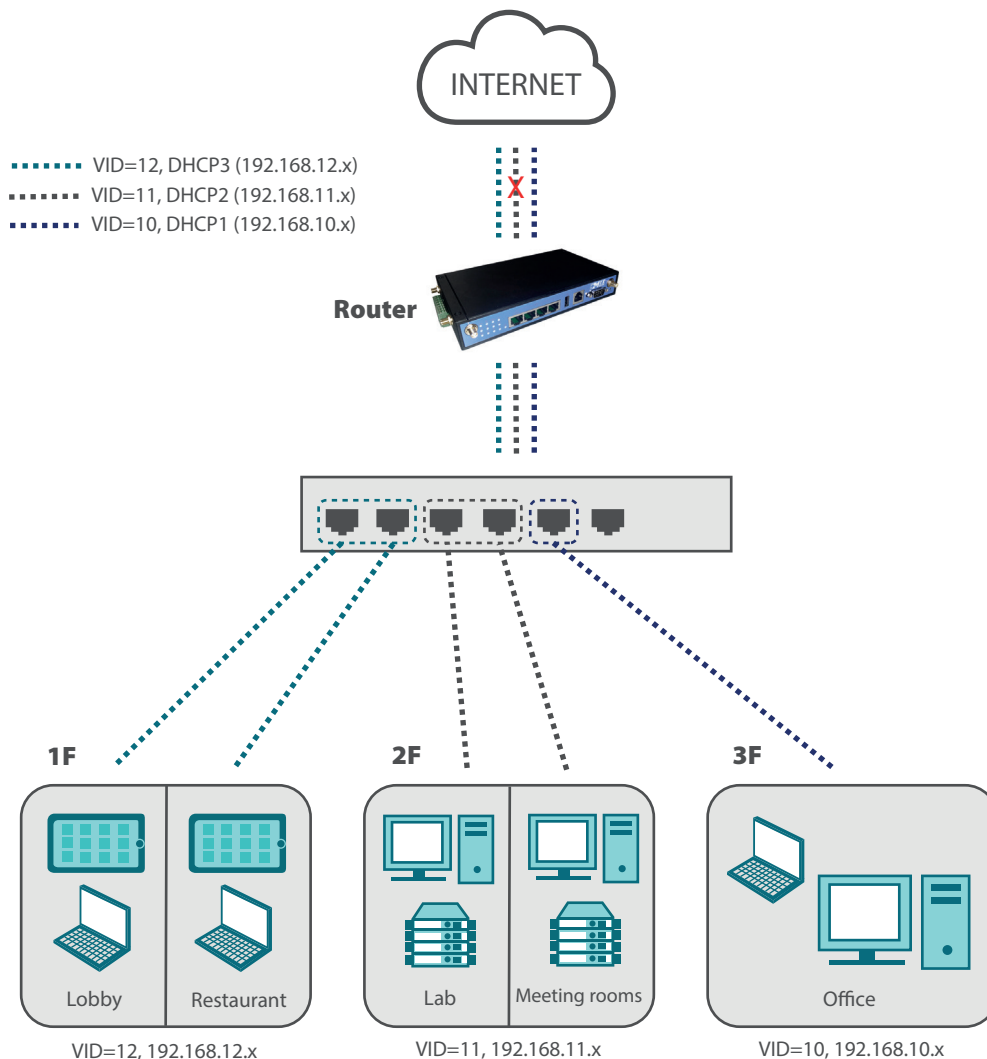 INTERNET
VID=12, DHCP3 (192.168.12.x)
VID=11, DHCP2 (192.168.11.x)
VID=10, DHCP1 (192.168.10.x)
X
Router
1F
2F
3F
Lobby
Restaurant
Lab
Meeting rooms
Office
VID=12, 192.168.12.x
VID=11, 192.168.11.x
VID=10, 192.168.10.x